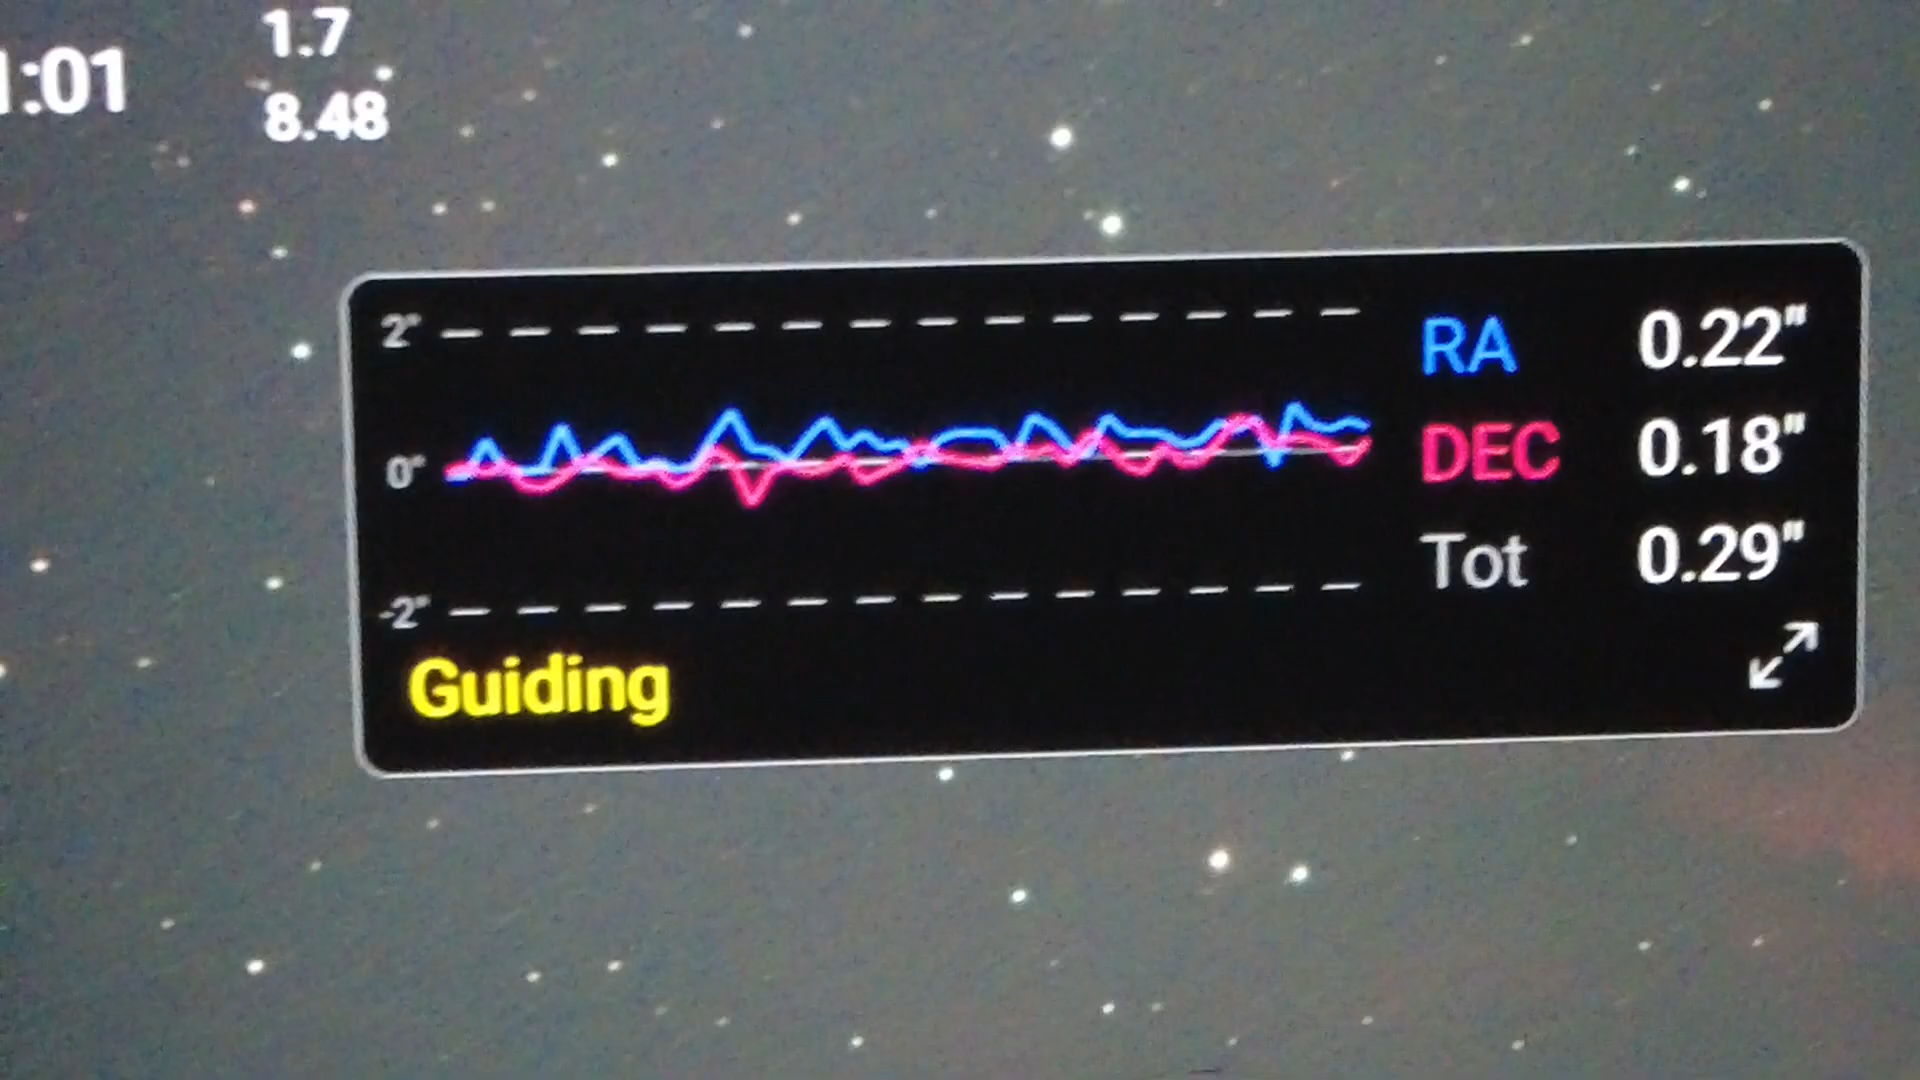 1.7
:01
8.48
2"
RA 0.22"
0"
DEC 0.18"
Tot 0.29"
-2"
Guiding